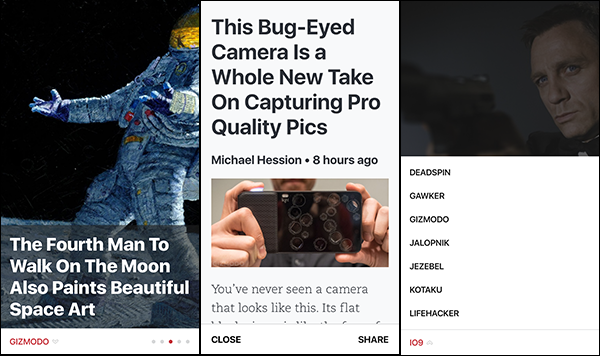 The Fourth Man To
Walk On The Moon
Also Paints Beautiful
Space Art
GIZMODO
This Bug-Eyed
Camera Is a
Whole New Take
On Capturing Pro
Quality Pics
Michael Hession • 8 hours ago
You've never seen a camera
that looks like this. Its flat
CLOSE SHARE
DEADSPIN
GAWKER
GIZMODO
JALOPNIK
JEZEBEL
KOTAKU
LIFEHACKER
IO9